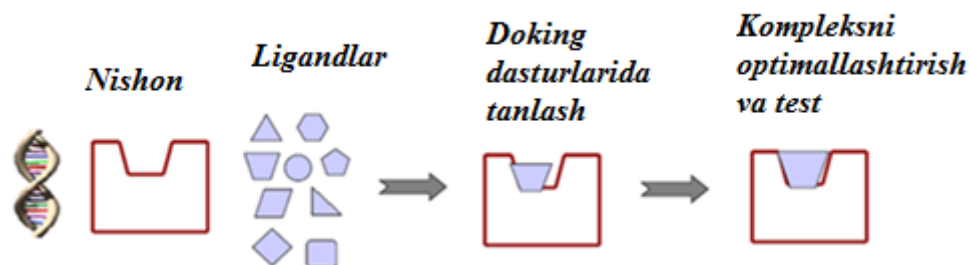 Nishon
Ligandlar
Doking
dasturlarida
tanlash
Kompleksni
optimallashtirish
va test